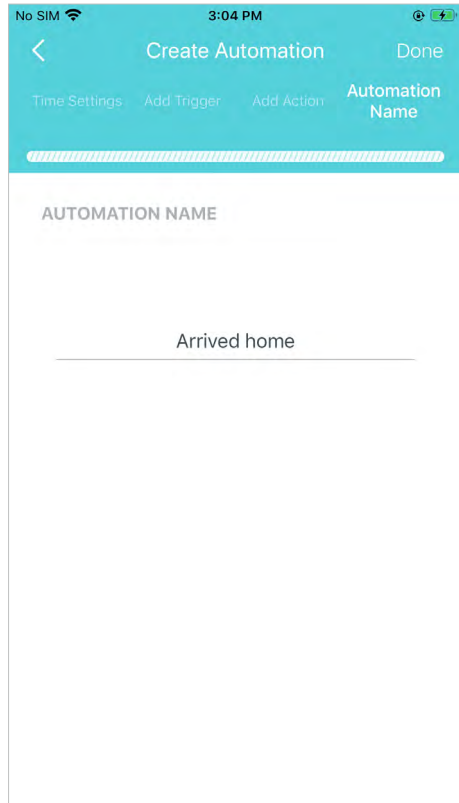 No SIM 3:04 PM
Create Automation Done
Time Settings Add Trigger Add Action Automation Name
AUTOMATION NAME
Arrived home